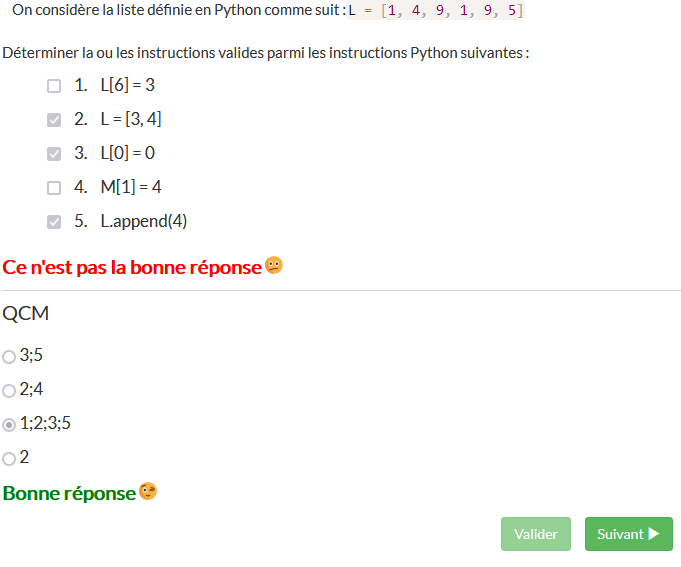 On considère la liste définie en Python comme suit : L = [1, 4, 9, 1, 9, 5]
Déterminer la ou les instructions valides parmi les instructions Python suivantes :
1. L[6] = 3
2. L = [3, 4]
3. L[0] = 0
4. M[1] = 4
5. L.append(4)
Ce n'est pas la bonne réponse
QCM
3;5
2;4
1;2;3;5
2
Bonne réponse
Valider
Suivant